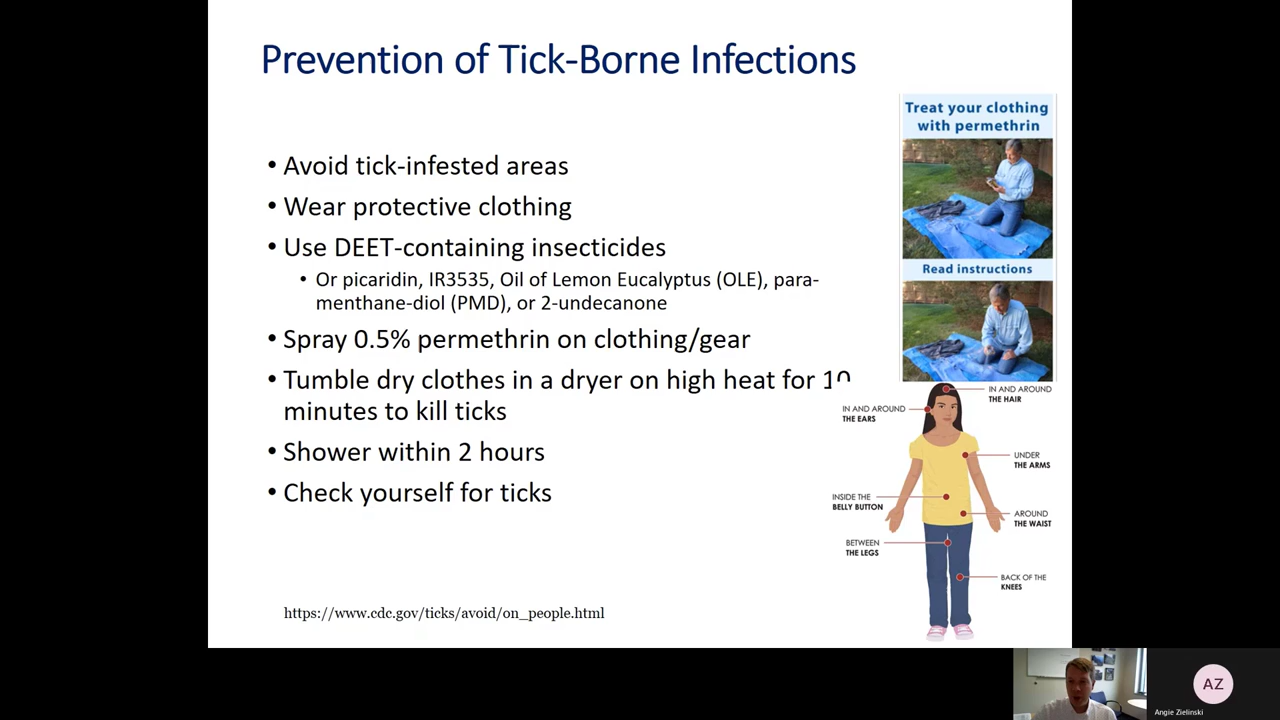 Prevention of Tick-Borne Infections
• Avoid tick-infested areas
• Wear protective clothing
• Use DEET-containing insecticides
• Or picaridin, IR3535, Oil of Lemon Eucalyptus (OLE), para-
menthane-diol (PMD), or 2-undecanone
• Spray 0.5% permethrin on clothing/gear
• Tumble dry clothes in a dryer on high heat for 10
minutes to kill ticks
• Shower within 2 hours
• Check yourself for ticks
https://www.cdc.gov/ticks/avoid/on_people.html
Treat your clothing
with permethrin
Read instructions
IN AND AROUND
THE HAIR
IN AND AROUND
THE EARS
UNDER
THE ARMS
INSIDE THE
BELLY BUTTON
AROUND
THE WAIST
BETWEEN
THE LEGS
BACK OF THE
KNEES
AZ
Angie Zielinski